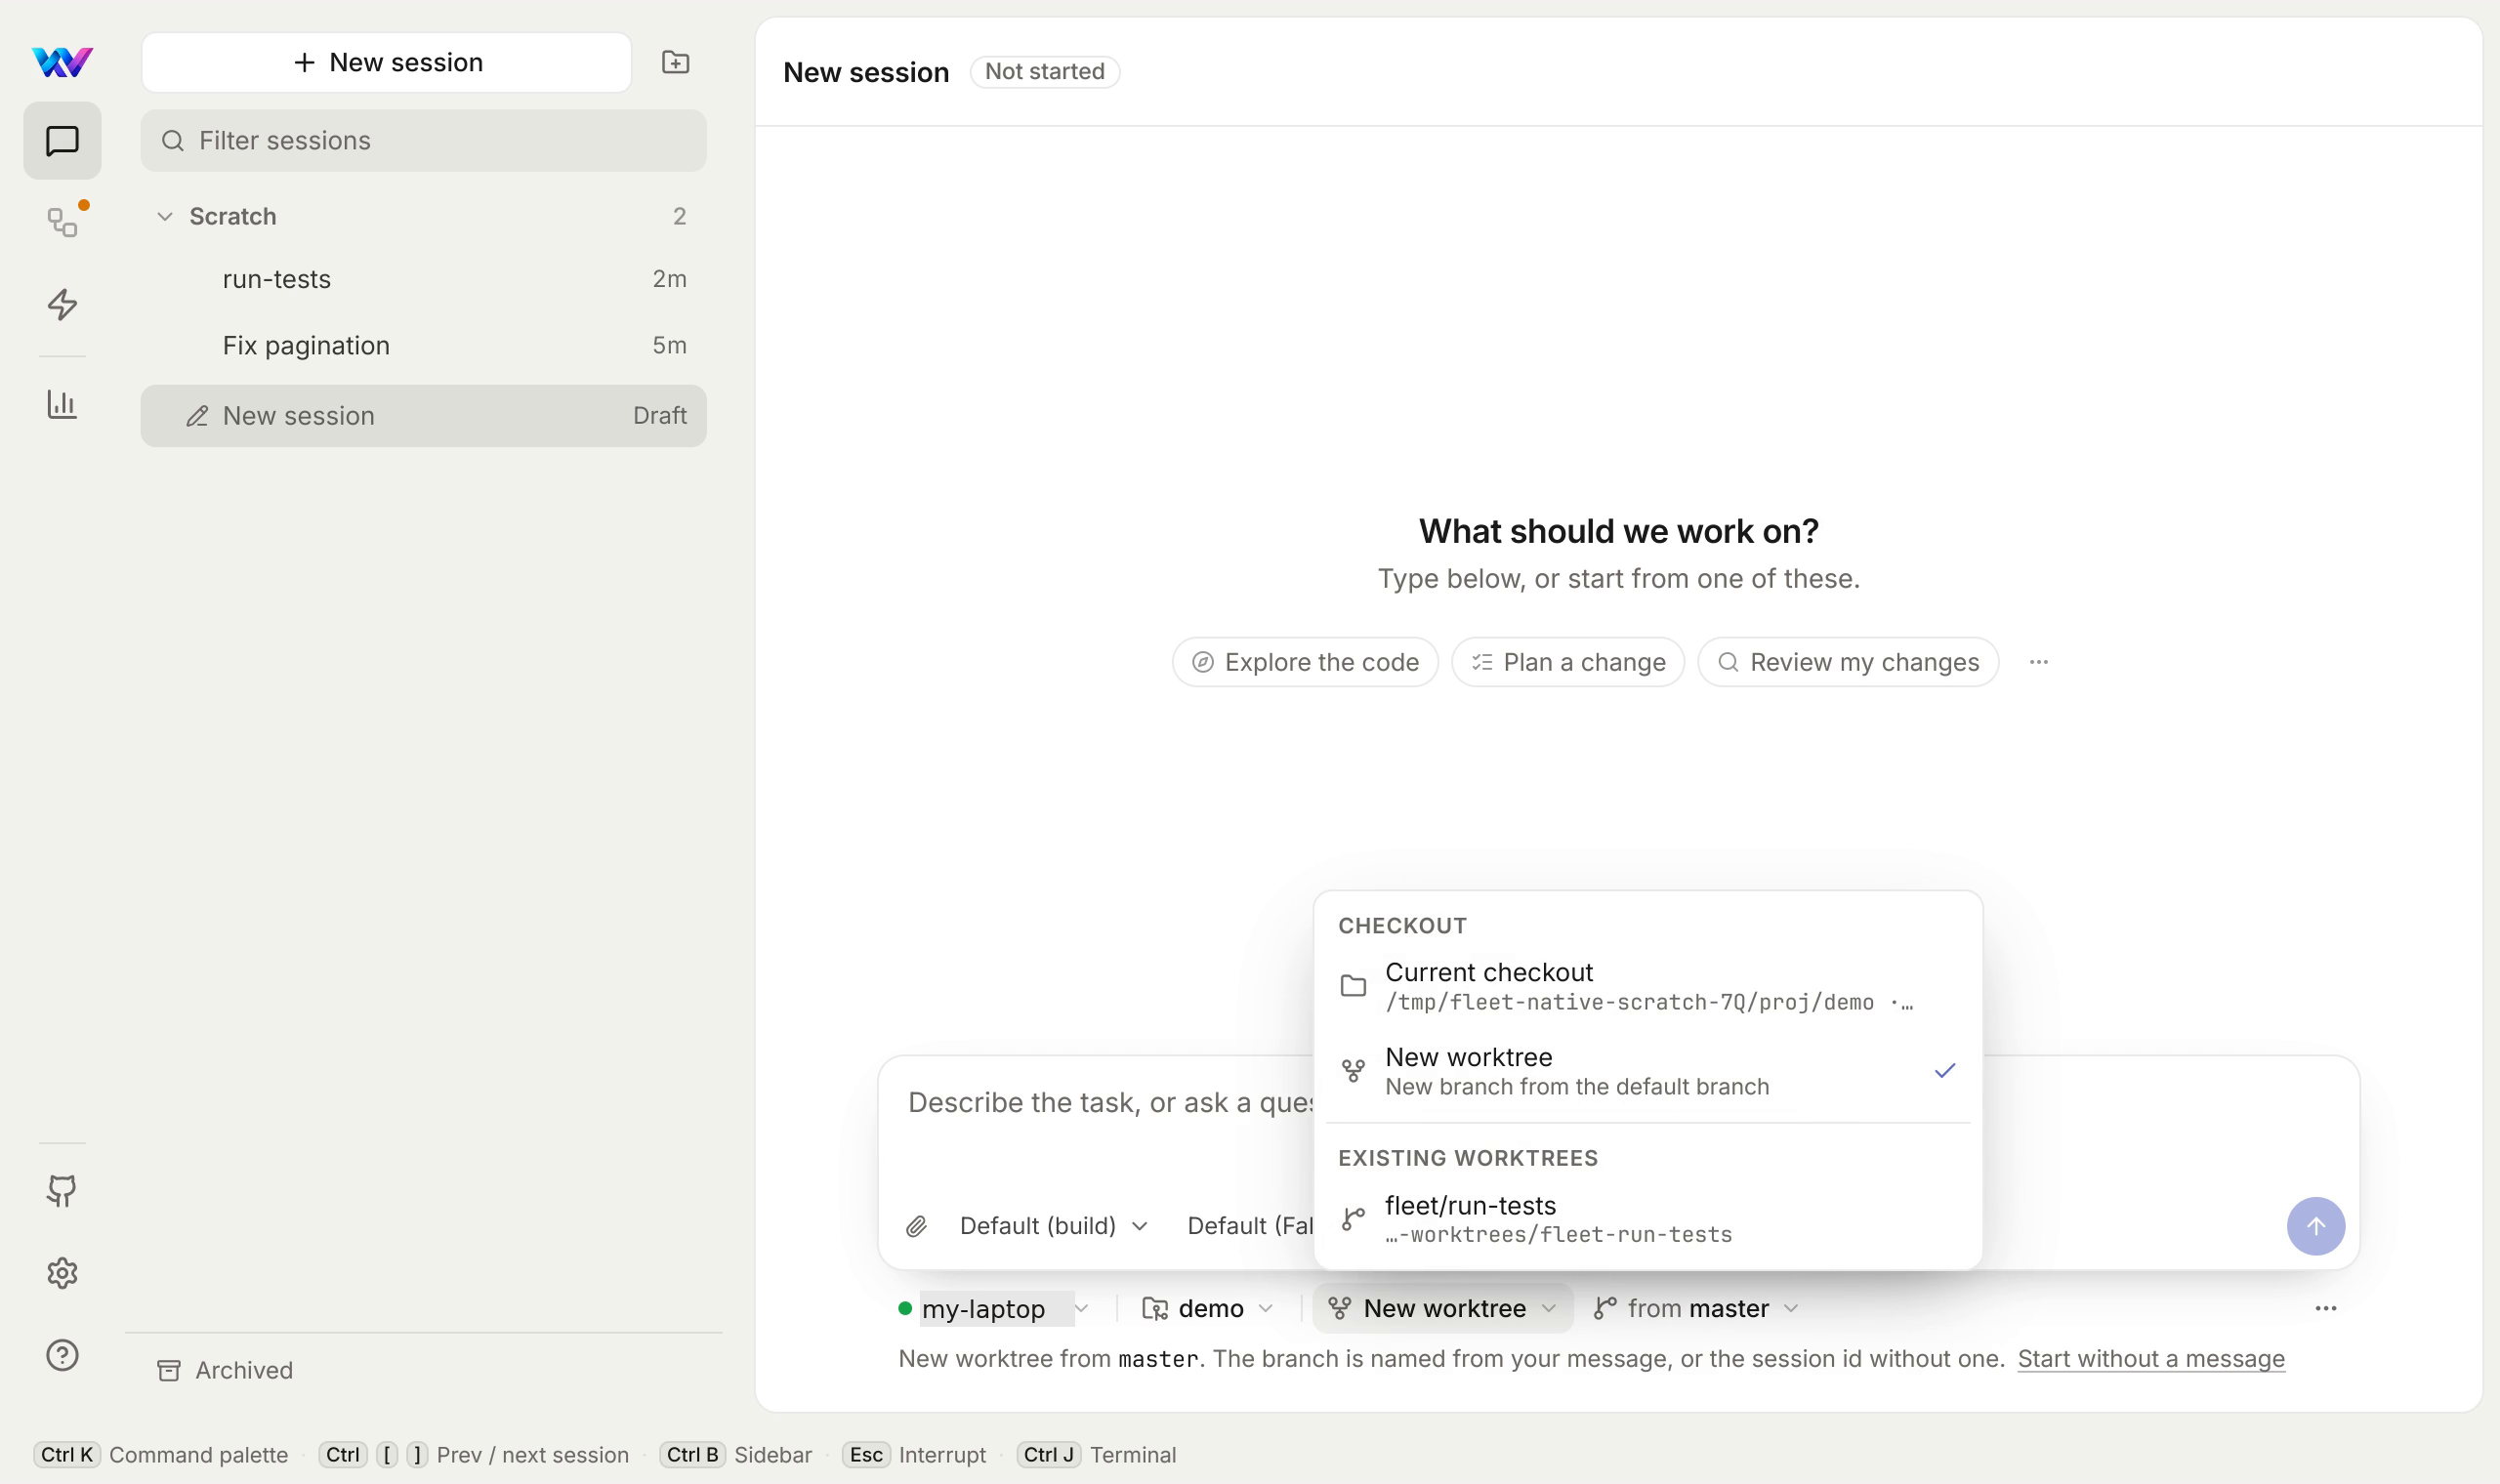 New session
Filter sessions
Scratch 2
run-tests 2m
Fix pagination 5m
New session Draft
Archived
New session Not started
What should we work on?
Type below, or start from one of these.
Explore the code Plan a change Review my changes ...
CHECKOUT
Current checkout
/tmp/fleet-native-scratch-7Q/proj/demo ·…
New worktree
New branch from the default branch
EXISTING WORKTREES
fleet/run-tests
…-worktrees/fleet-run-tests
Describe the task, or ask a
Default (build) Default
my-laptop demo New worktree from master ...
New worktree from master. The branch is named from your message, or the session id without one. Start without a message
Ctrl K Command palette · Ctrl [ ] Prev / next session · Ctrl B Sidebar · Esc Interrupt · Ctrl J Terminal